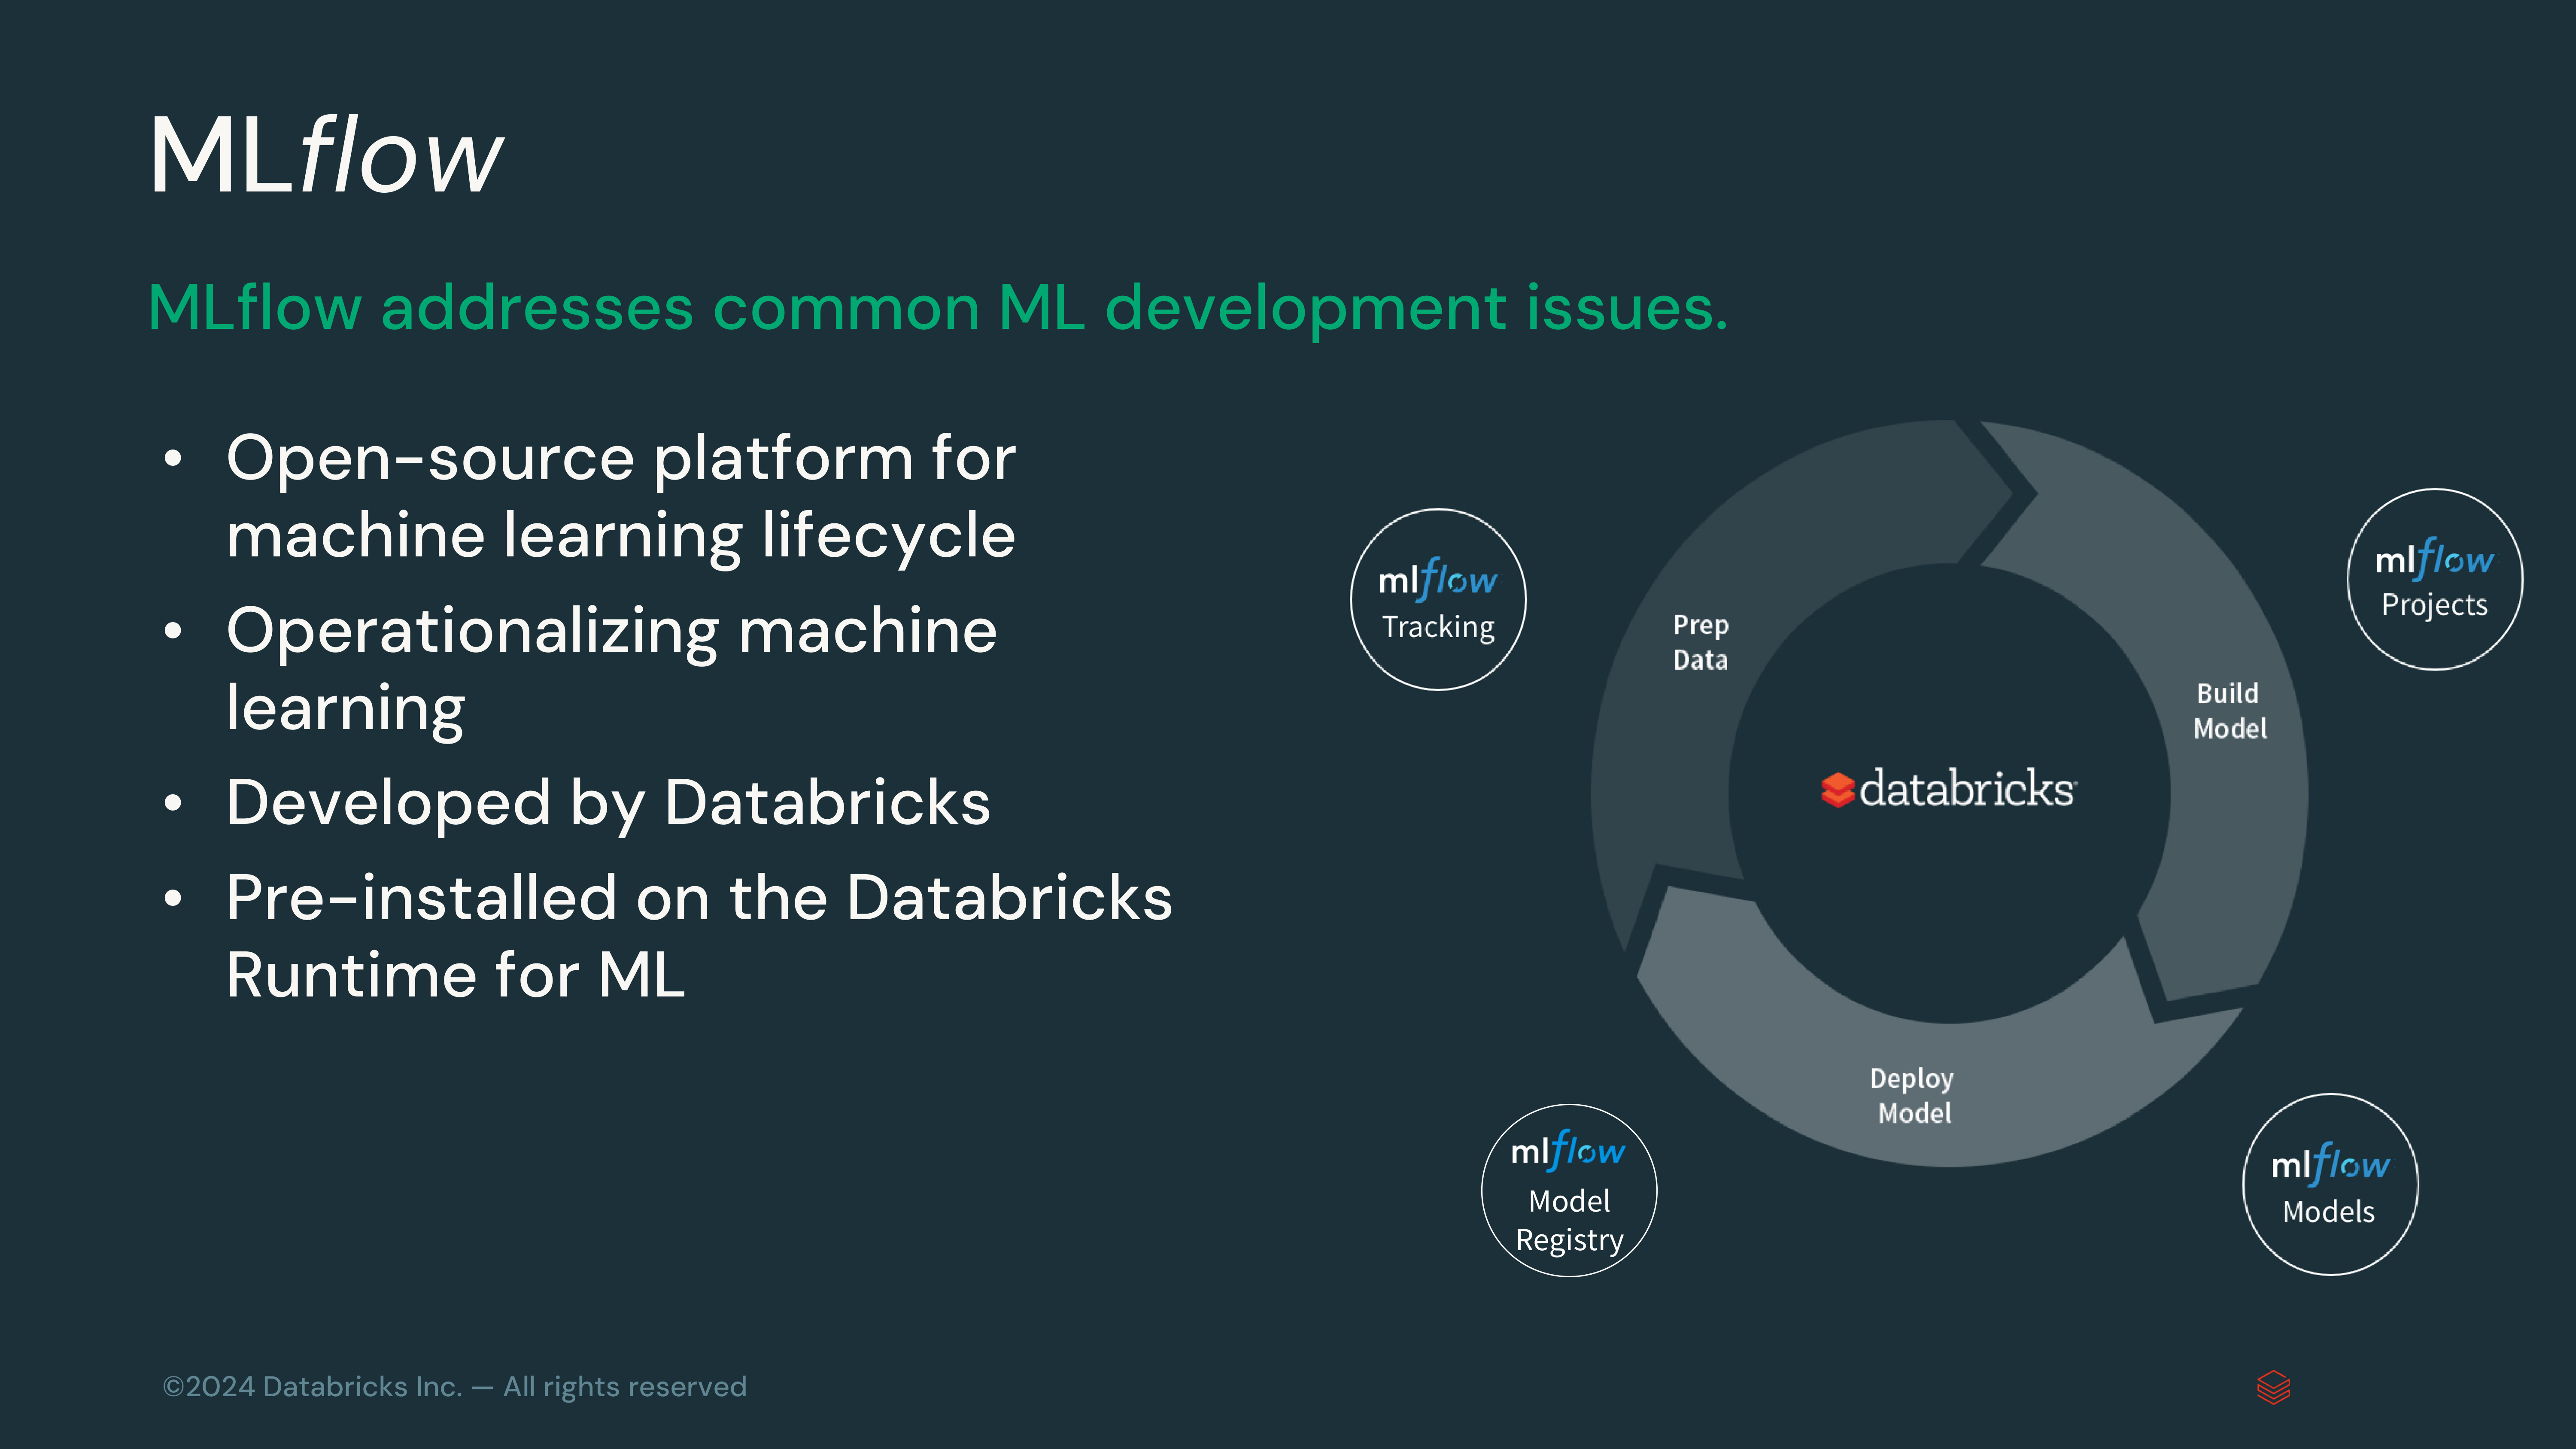 MLflow
MLflow addresses common ML development issues.
• Open-source platform for
machine learning lifecycle
• Operationalizing machine
learning
• Developed by Databricks
• Pre-installed on the Databricks
Runtime for ML
mlflow
Tracking
Prep
Data
mlflow
Projects
Build
Model
databricks
Deploy
Model
mlflow
Model
Registry
mlflow
Models
©2024 Databricks Inc. — All rights reserved